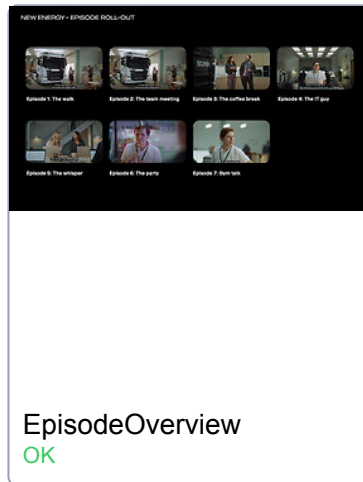 NEW ENERGY • EPISODE ROLL-OUT
Episode 1: The walk
Episode 2: The team meeting
Episode 3: The coffee break
Episode 4: The IT guy
Episode 5: The whisper
Episode 6: The party
Episode 7: Gym talk
EpisodeOverview
OK